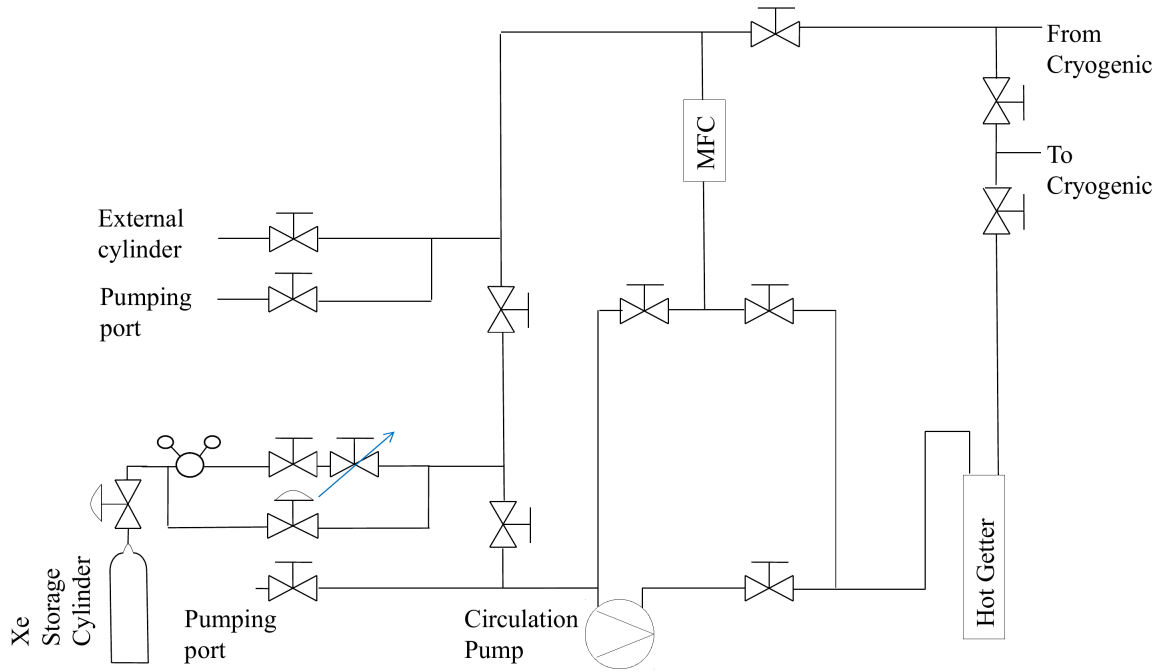 From
Cryogenic
MFC
To
Cryogenic
External
cylinder
Pumping
port
Xe
Storage
Cylinder
Pumping
port
Circulation
Pump
Hot Getter